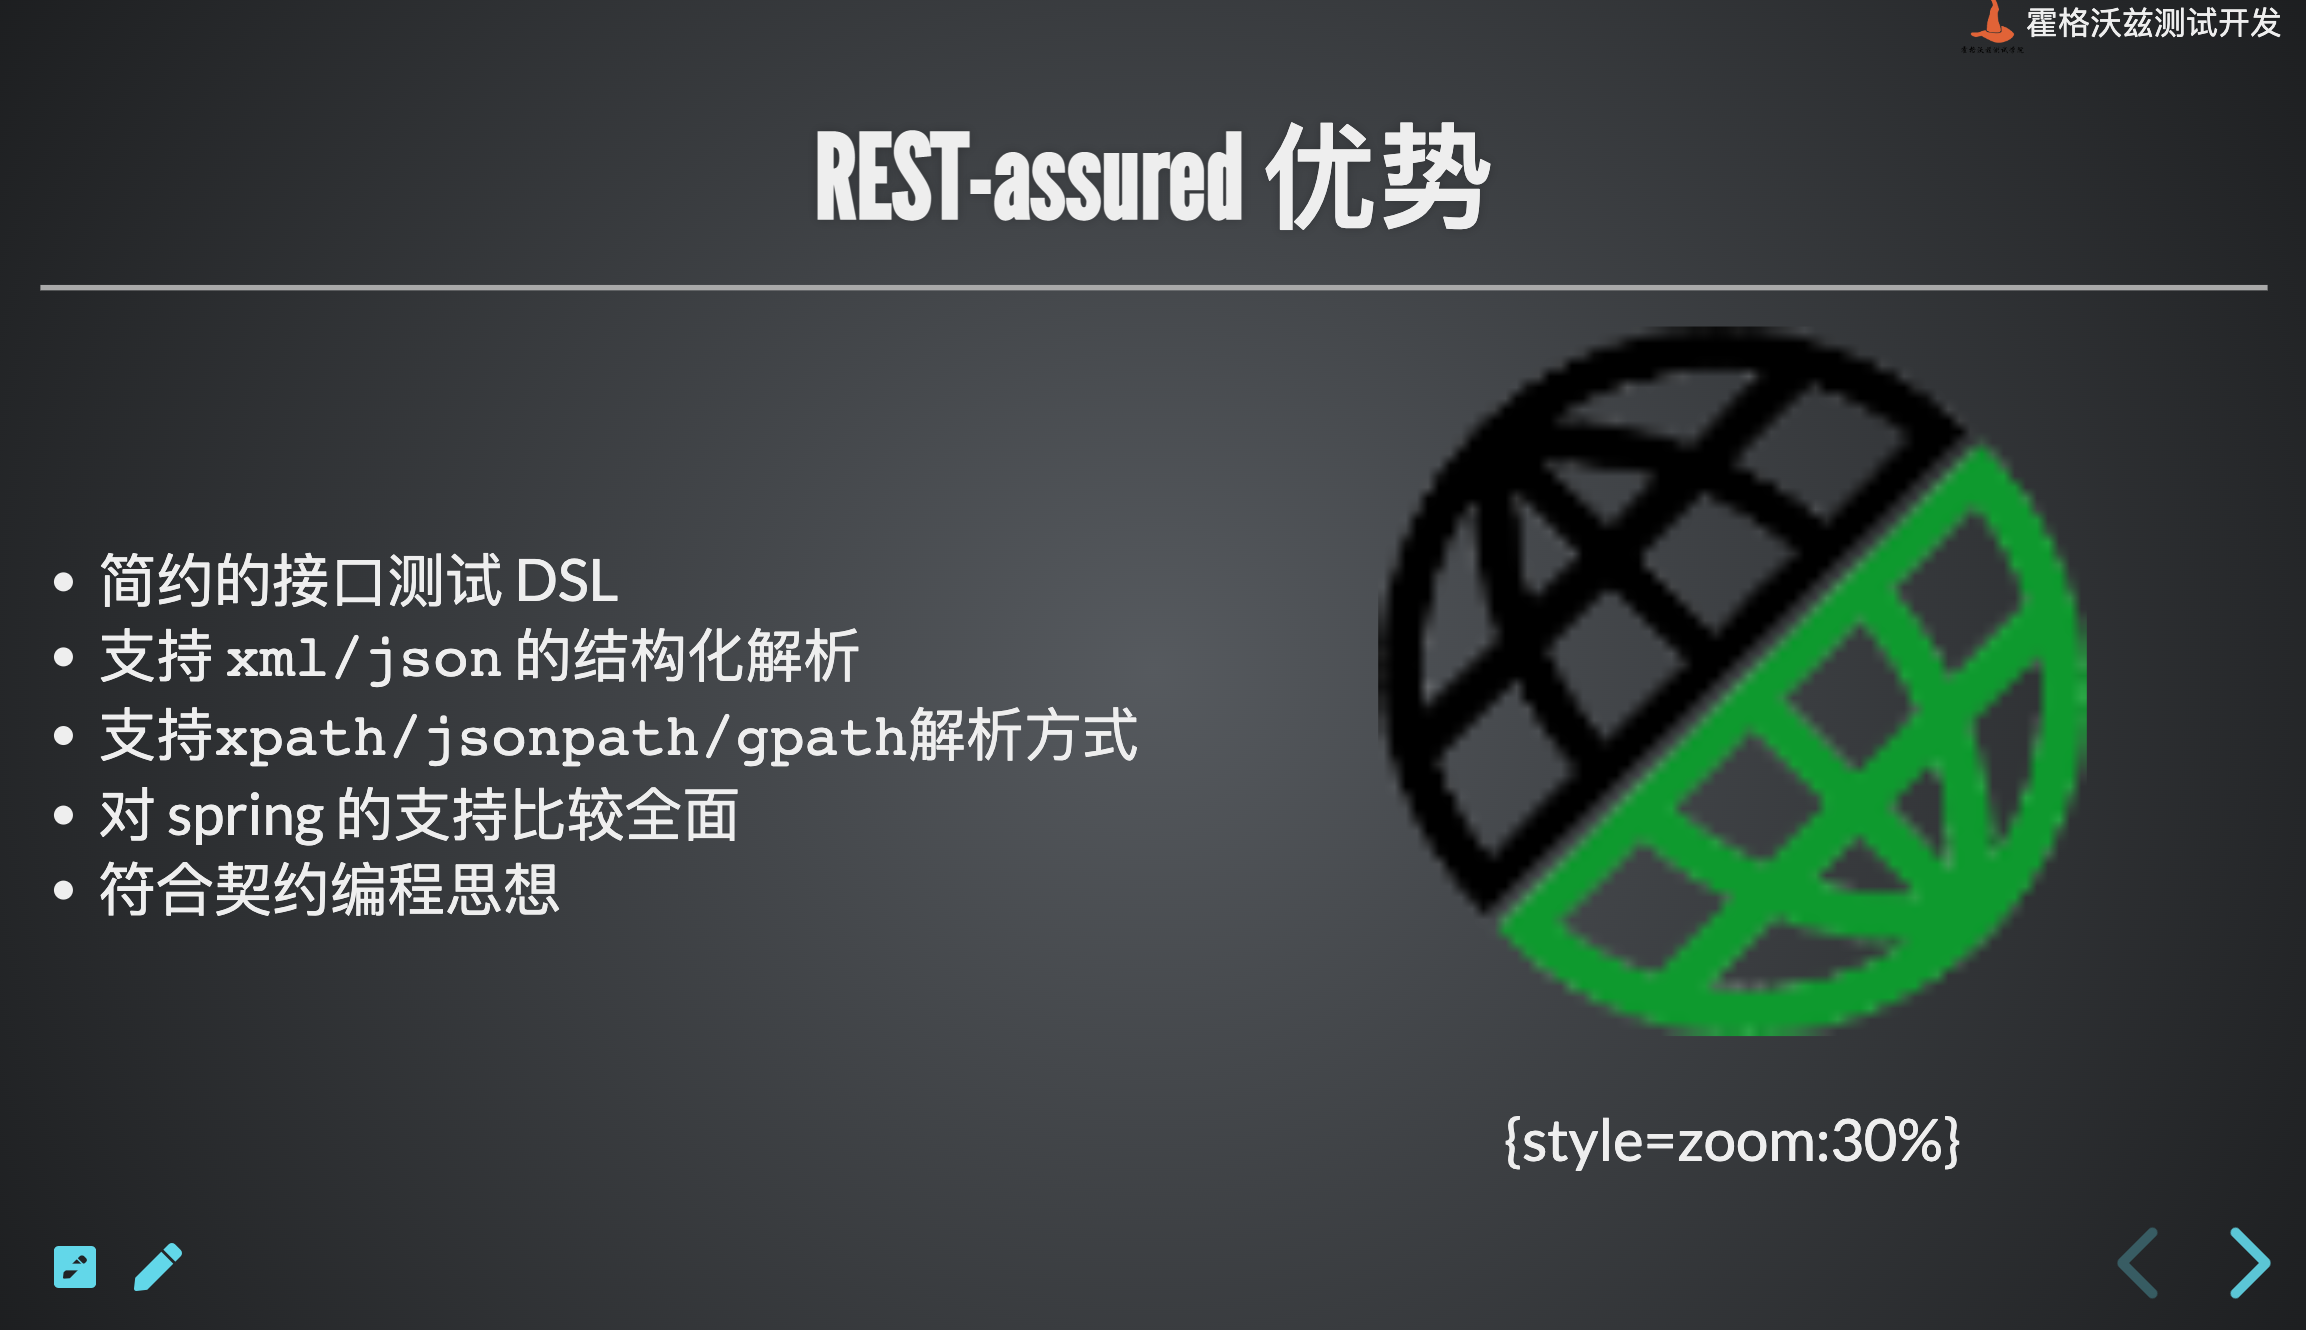 霍格沃兹测试开发
REST-assured 优势
简约的接口测试 DSL
支持 xml/json 的结构化解析
支持xpath/jsonpath/gpath解析方式
对 spring 的支持比较全面
符合契约编程思想
{style=zoom:30%}